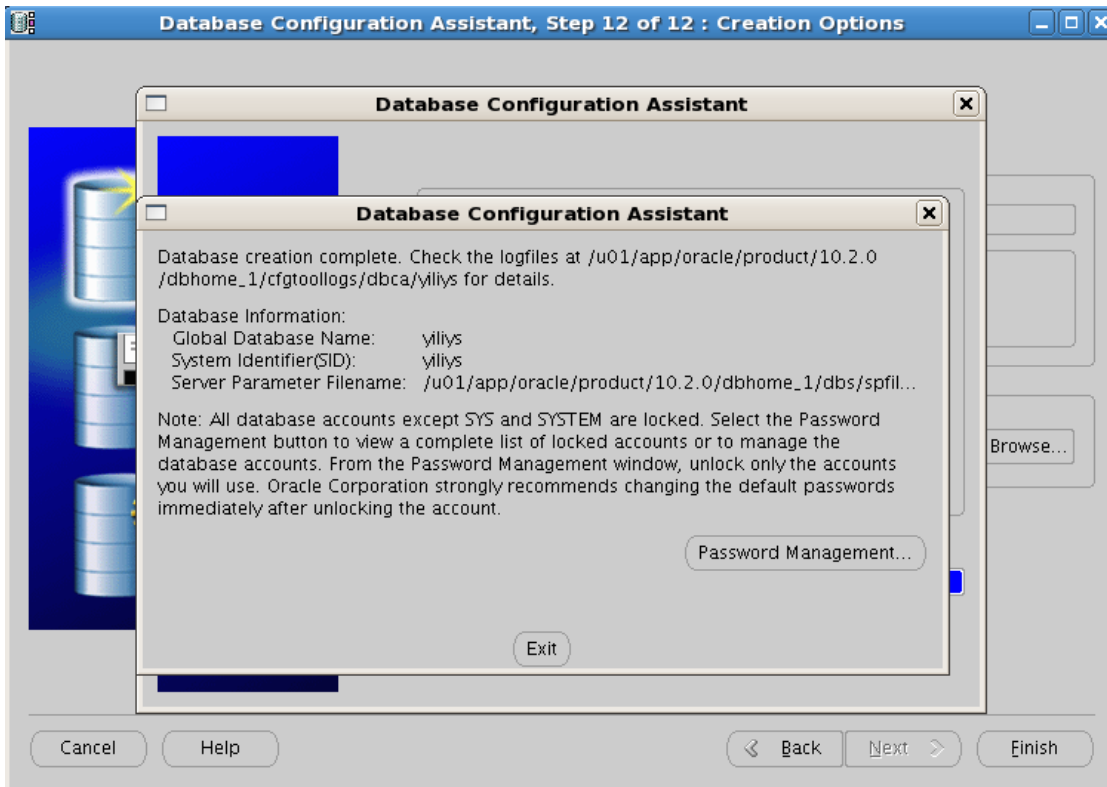 Database Configuration Assistant, Step 12 of 12 : Creation Options
Database Configuration Assistant
Database Configuration Assistant
Database creation complete. Check the logfiles at /u01/app/oracle/product/10.2.0
/dbhome_1/cfgtoollogs/dbca/yiliys for details.
Database Information:
Global Database Name: yiliys
System Identifier(SID): yiliys
Server Parameter Filename: /u01/app/oracle/product/10.2.0/dbhome_1/dbs/spfil...
Note: All database accounts except SYS and SYSTEM are locked. Select the Password
Management button to view a complete list of locked accounts or to manage the
database accounts. From the Password Management window, unlock only the accounts
you will use. Oracle Corporation strongly recommends changing the default passwords
immediately after unlocking the account.
Browse...
Password Management...
Exit
Cancel Help Back Next Finish